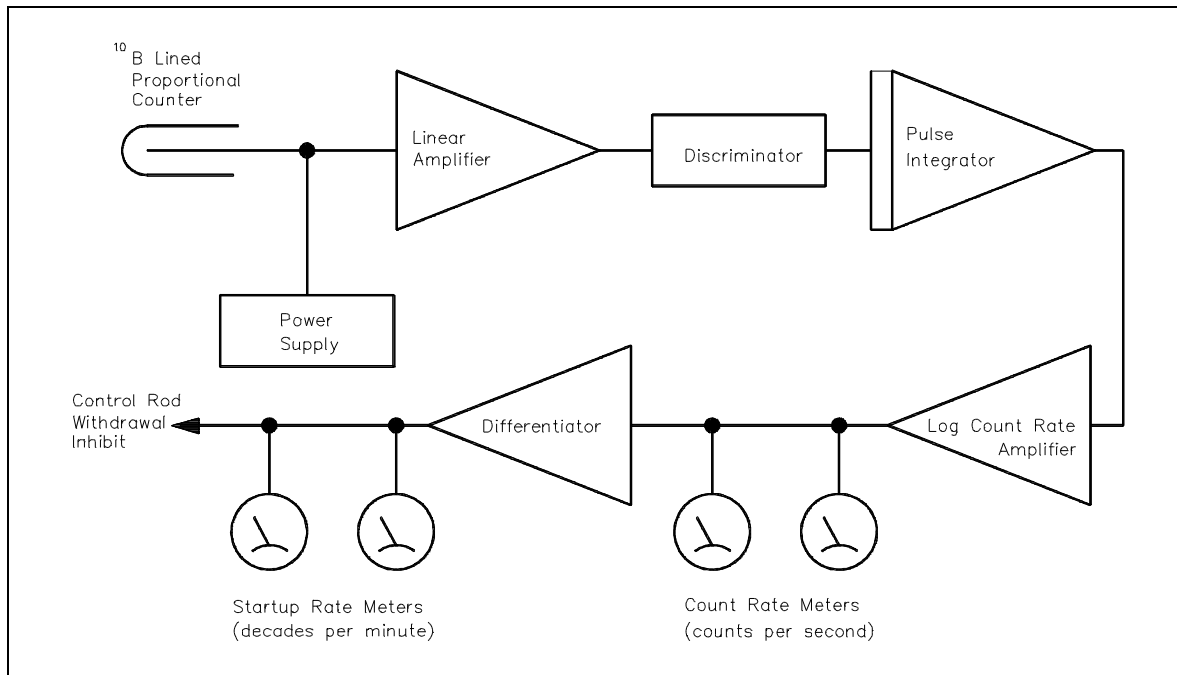 10
B Lined
Proportional
Counter
Linear
Amplifier
Discriminator
Pulse
Integrator
Power
Supply
Control Rod
Withdrawal
Inhibit
Differentiator
Log Count Rate
Amplifier
Startup Rate Meters
(decades per minute)
Count Rate Meters
(counts per second)